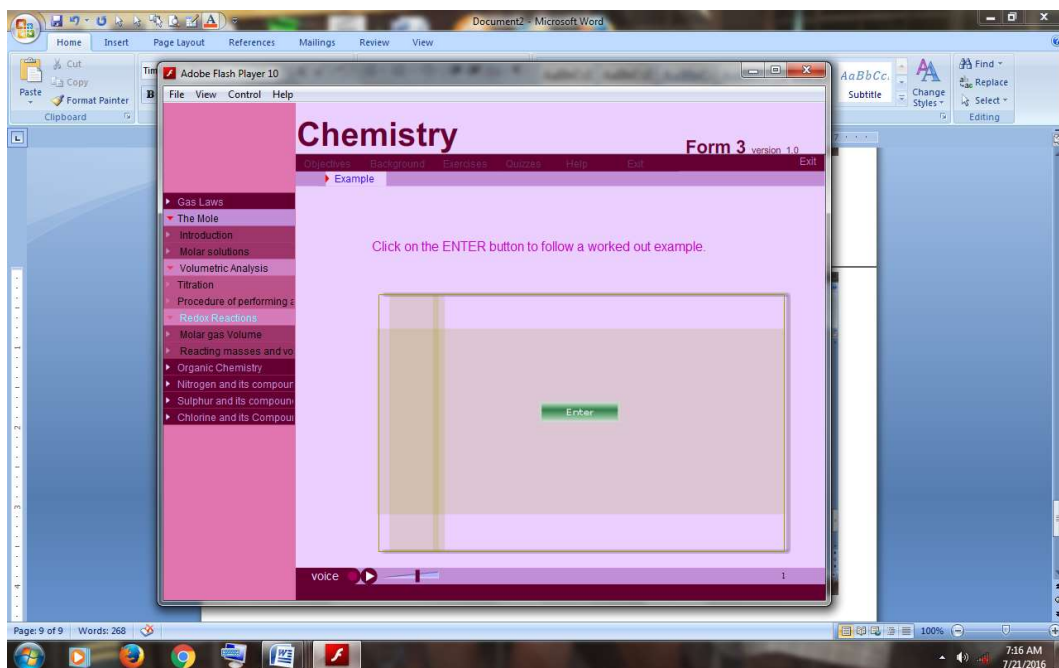 Document2 - Microsoft Word
Home Insert Page Layout References Mailings Review View
Cut
Copy
Format Painter
Paste
Clipboard
Tim
B
AaBbCc.
Subtitle
Change Styles
Find
Replace
Select
Editing
Adobe Flash Player 10
File View Control Help
Chemistry
Form 3 version 1.0
Objectives Background Exercises Quizzes Help Exit
Exit
Example
Gas Laws
The Mole
Introduction
Molar solutions
Volumetric Analysis
Titration
Procedure of performing a
Redox Reactions
Molar gas Volume
Reacting masses and vo
Organic Chemistry
Nitrogen and its compoun
Sulphur and its compoun
Chlorine and its Compou
Click on the ENTER button to follow a worked out example.
Enter
voice
1
Page: 9 of 9 Words: 268
100%
7:16 AM
7/21/2016